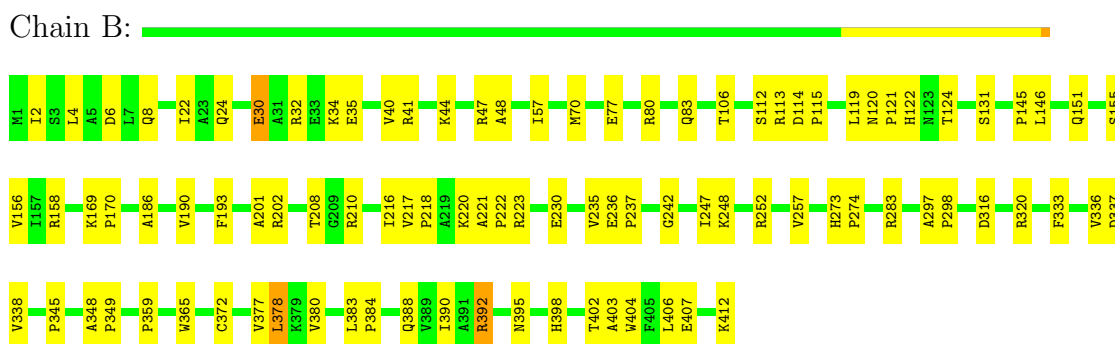 Chain B:
M1 I2 S3 L4 A5 D6 L7 Q8 I22 A23 Q24 E30 A31 R32 E33 K34 E35 V40 R41 K44 R47 A48 I57 M70 E77 R80 Q83 T106 S112 R113 D114 P115 L119 N120 P121 H122 N123 T124 S131 P145 L146 Q151 S155
V156 I157 R158 K169 P170 A186 V190 F193 A201 R202 T208 G209 R210 I216 V217 P218 A219 K220 A221 P222 R223 E230 V235 E236 P237 G242 I247 K248 R252 V257 H273 P274 R283 A297 P298 D316 R320 F333 V336 D337
V338 P345 A348 P349 P359 W365 C372 V377 L378 K379 V380 L383 P384 Q388 V389 I390 A391 R392 N395 H398 T402 A403 W404 F405 L406 E407 K412